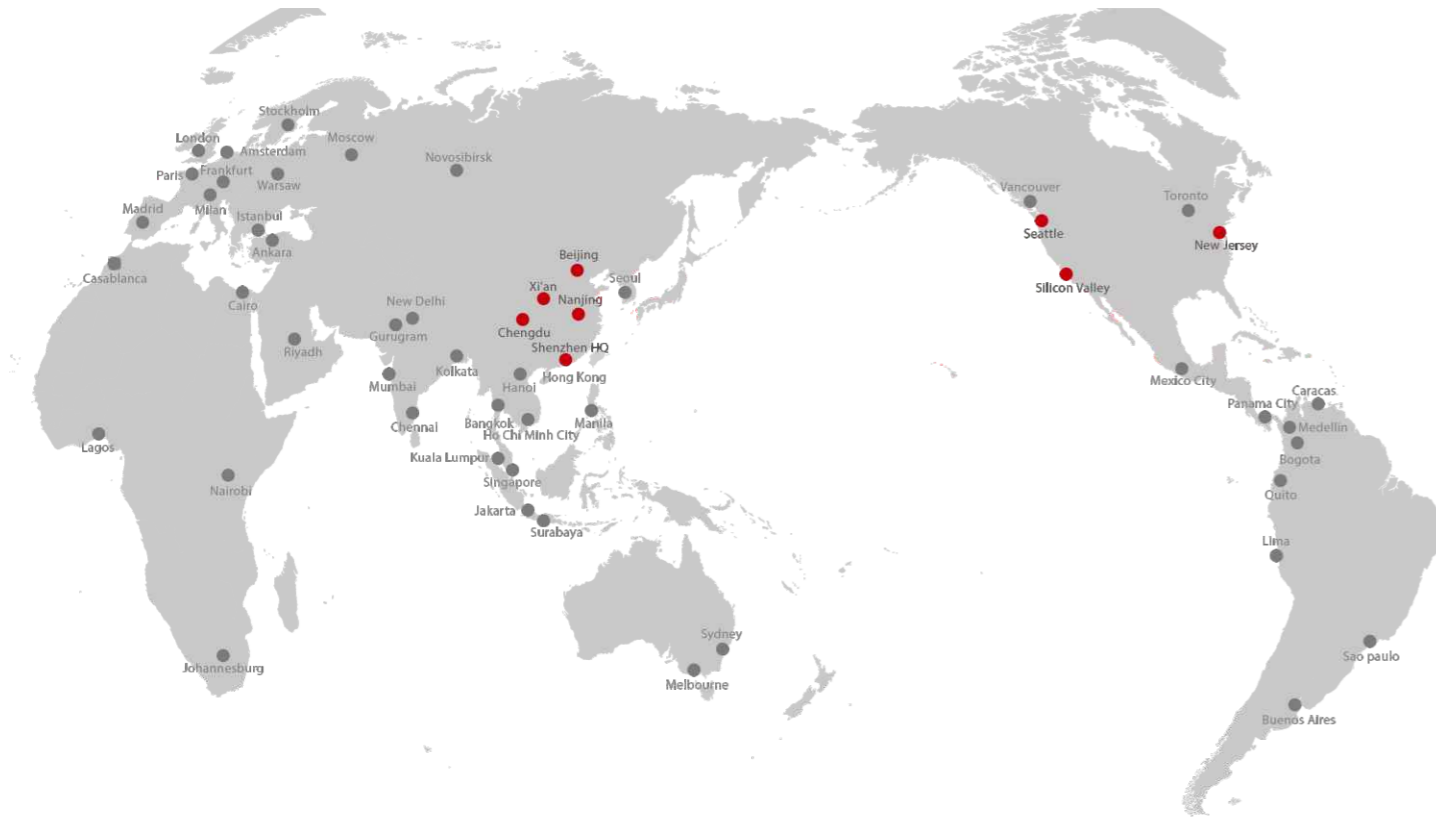 Stockholm
London
Moscow
Amsterdam
Novosibirsk
Paris
Frankfurt
Warsaw
Vancouver
Toronto
Madrid
Milan
Istanbul
Seattle
New Jersey
Ankara
Beijing
Casablanca
Seoul
Xi'an
Silicon Valley
Cairo
New Delhi
Nanjing
Gurugram
Chengdu
Riyadh
Shenzhen HQ
Kolkata
Hong Kong
Mexico City
Mumbai
Hanoi
Caracas
Panama City
Chennai
Bangkok
Manila
Medellín
Ho Chi Minh City
Lagos
Kuala Lumpur
Bogota
Singapore
Nairobi
Quito
Jakarta
Surabaya
Lima
Sydney
Sao paulo
Johannesburg
Melbourne
Buenos Aires